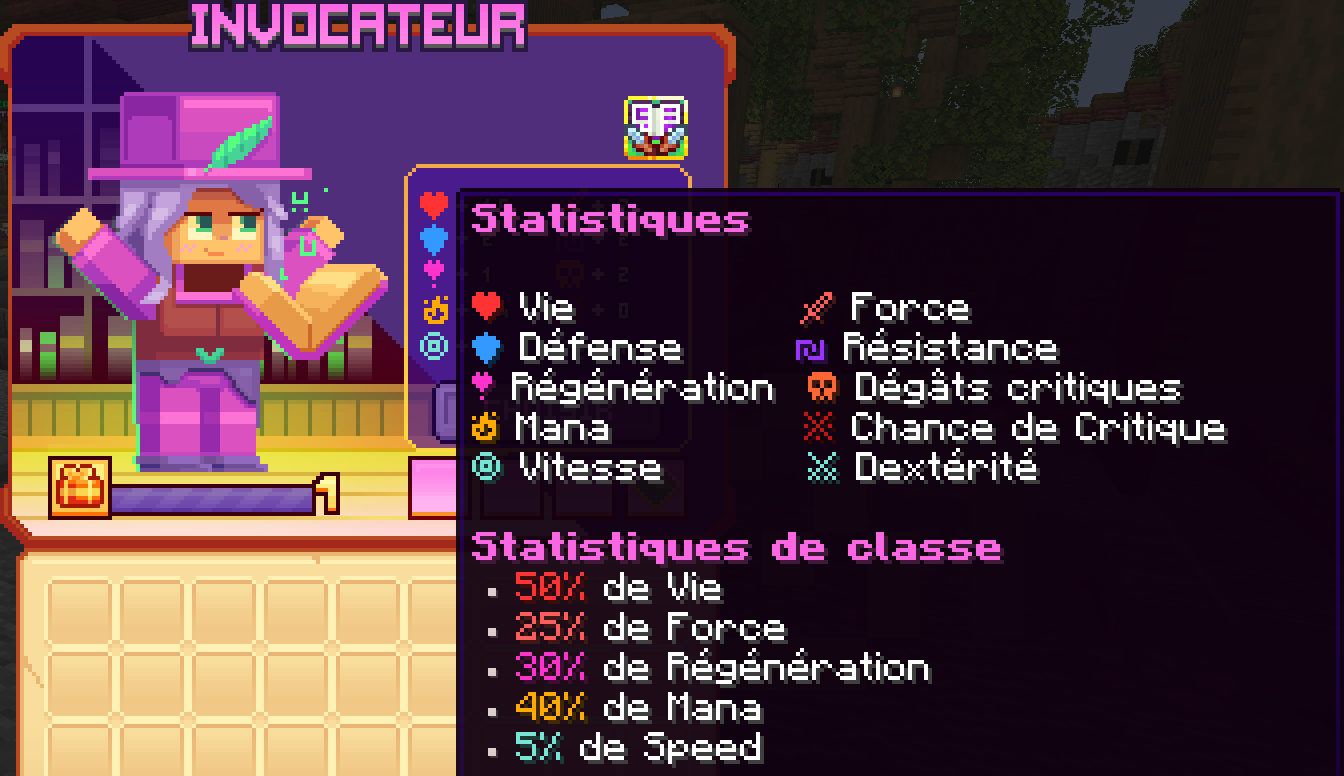 INVOCATEUR
Statistiques
Vie Force
Défense Résistance
Régénération Dégâts critiques
Mana Chance de Critique
Vitesse Dextérité
1
Statistiques de classe
. 50% de Vie
. 25% de Force
. 30% de Régénération
. 40% de Mana
. 5% de Speed